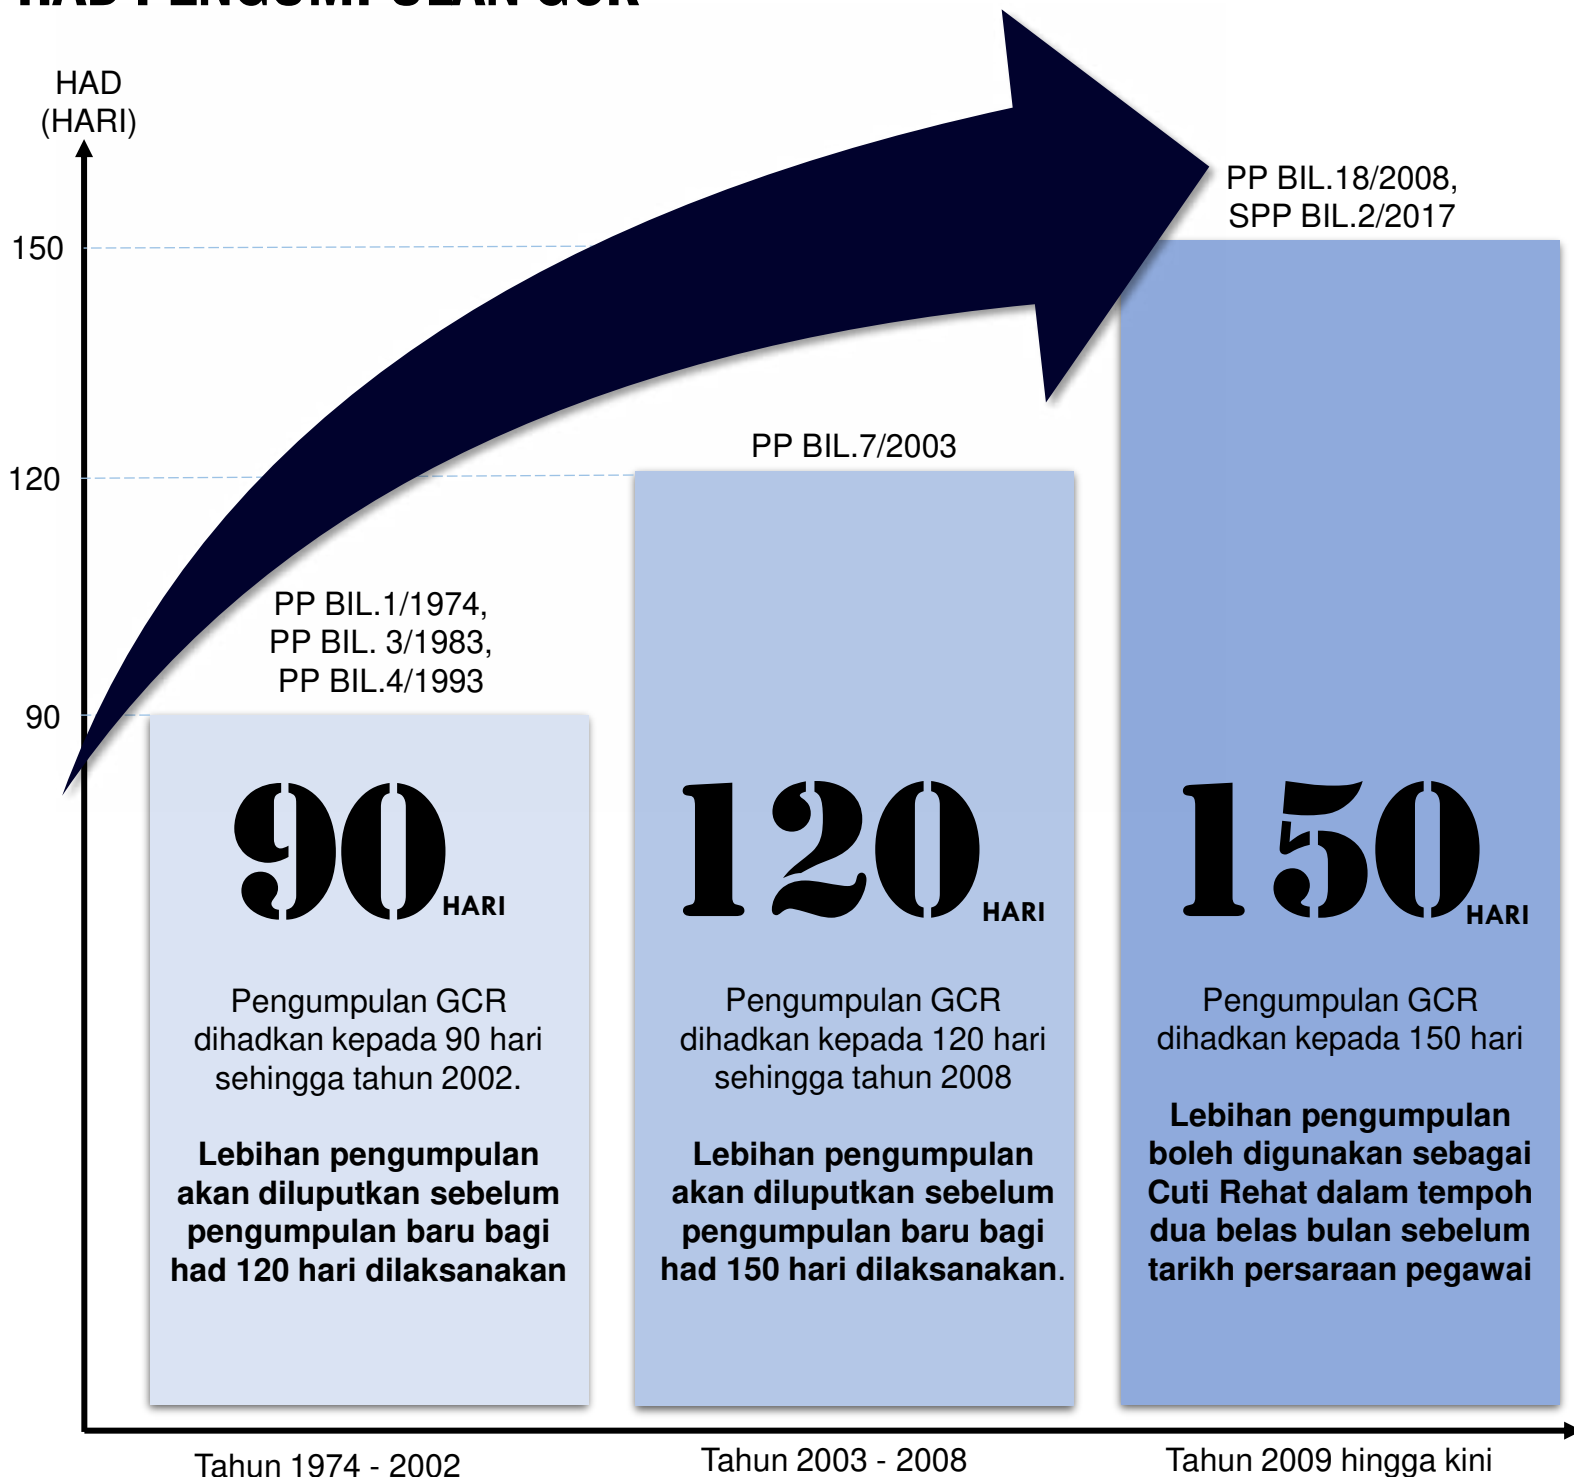 HAD PENGUMPULAN GCR
HAD
(HARI)
150
120
90
PP BIL.1/1974,
PP BIL. 3/1983,
PP BIL.4/1993
90 HARI
Pengumpulan GCR
dihadkan kepada 90 hari
sehingga tahun 2002.
Lebihan pengumpulan
akan diluputkan sebelum
pengumpulan baru bagi
had 120 hari dilaksanakan
Tahun 1974 - 2002
PP BIL.7/2003
120 HARI
Pengumpulan GCR
dihadkan kepada 120 hari
sehingga tahun 2008
Lebihan pengumpulan
akan diluputkan sebelum
pengumpulan baru bagi
had 150 hari dilaksanakan.
Tahun 2003 - 2008
PP BIL.18/2008,
SPP BIL.2/2017
150 HARI
Pengumpulan GCR
dihadkan kepada 150 hari
Lebihan pengumpulan
boleh digunakan sebagai
Cuti Rehat dalam tempoh
dua belas bulan sebelum
tarikh persaraan pegawai
Tahun 2009 hingga kini